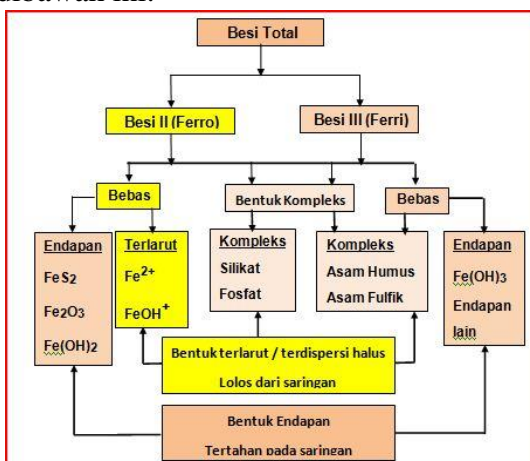 Besi Total
Besi II (Ferro)
Besi III (Ferri)
Bebas
Bentuk Kompleks
Bebas
Endapan
FeS2
Fe2O3
Fe(OH)2
Terlarut
Fe2+
FeOH+
Kompleks
Silikat
Fosfat
Kompleks
Asam Humus
Asam Fulfik
Endapan
Fe(OH)3
Endapan
lain
Bentuk terlarut / terdispersi halus
Lolos dari saringan
Bentuk Endapan
Tertahan pada saringan